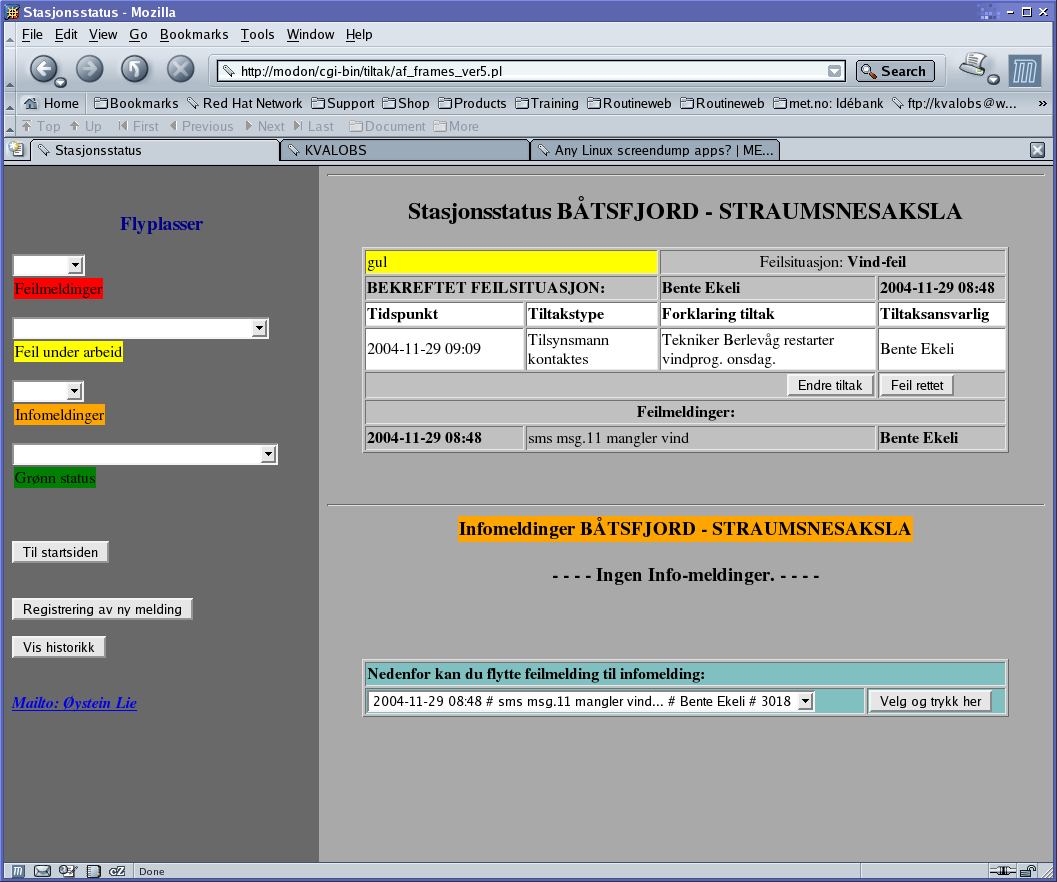 Stasjonsstatus - Mozilla
File Edit View Go Bookmarks Tools Window Help
http://modon/cgi-bin/tiltak/af_frames_ver5.pl Search
Home Bookmarks Red Hat Network Support Shop Products Training Routineweb Routineweb met.no: Idébank ftp://kvalobs@w... »
Top Up First Previous Next Last Document More
Stasjonsstatus KVALOBS Any Linux screendump apps? | ME...
Flyplasser
Feilmeldinger
Feil under arbeid
Infomeldinger
Grønn status
Til startsiden
Registrering av ny melding
Vis historikk
Mailto: Øystein Lie
Stasjonsstatus BÅTSFJORD - STRAUMSNESAKSLA
gul Feilsituasjon: Vind-feil
BEKREFTET FEILSITUASJON: Bente Ekeli 2004-11-29 08:48
Tidspunkt Tiltakstype Forklaring tiltak Tiltaksansvarlig
2004-11-29 09:09 Tilsynsmann kontaktes Tekniker Berlevåg restarter vindprog. onsdag. Bente Ekeli
Endre tiltak Feil rettet
Feilmeldinger:
2004-11-29 08:48 sms msg.11 mangler vind Bente Ekeli
Infomeldinger BÅTSFJORD - STRAUMSNESAKSLA
- - - - Ingen Info-meldinger. - - - -
Nedenfor kan du flytte feilmelding til infomelding:
2004-11-29 08:48 # sms msg.11 mangler vind... # Bente Ekeli # 3018 Velg og trykk her
Done